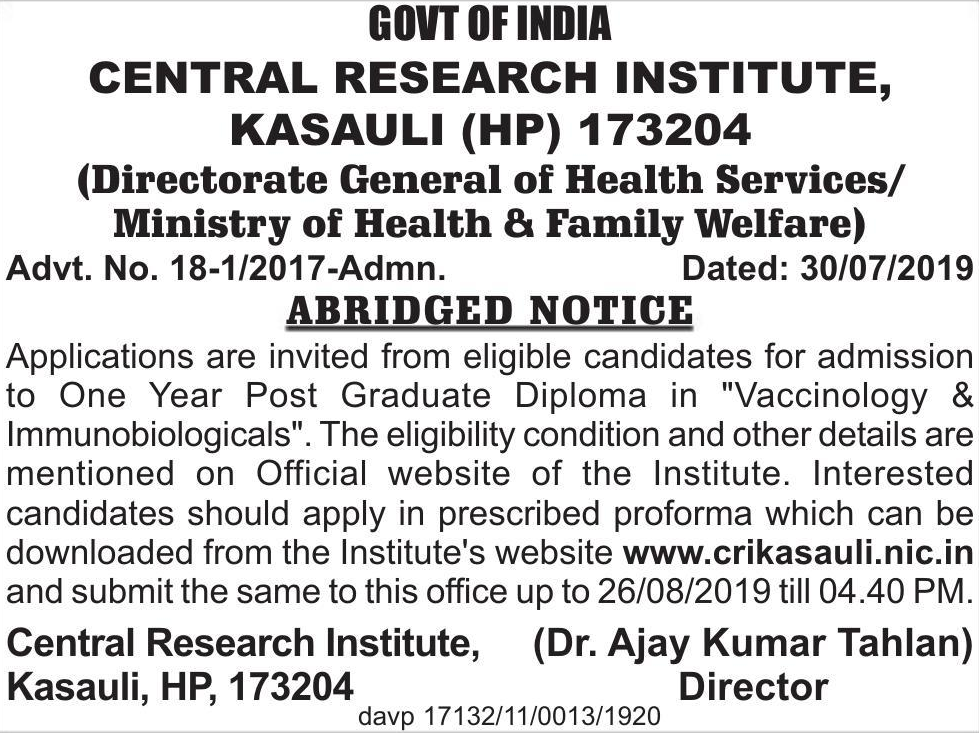 GOVT OF INDIA
CENTRAL RESEARCH INSTITUTE,
KASAULI (HP) 173204
(Directorate General of Health Services/
Ministry of Health & Family Welfare)
Advt. No. 18-1/2017-Admn. Dated: 30/07/2019
ABRIDGED NOTICE
Applications are invited from eligible candidates for admission
to One Year Post Graduate Diploma in "Vaccinology &
Immunobiologicals". The eligibility condition and other details are
mentioned on Official website of the Institute. Interested
candidates should apply in prescribed proforma which can be
downloaded from the Institute's website www.crikasauli.nic.in
and submit the same to this office up to 26/08/2019 till 04.40 PM.
Central Research Institute, (Dr. Ajay Kumar Tahlan)
Kasauli, HP, 173204 Director
davp 17132/11/0013/1920